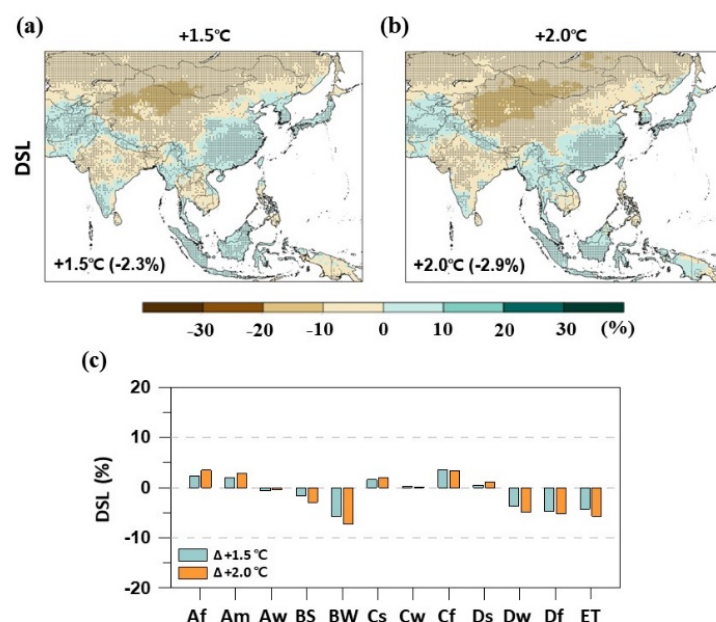 (a)
+1.5℃
(b)
+2.0℃
DSL
+1.5℃ (-2.3%)
+2.0℃ (-2.9%)
-30 -20 -10 0 10 20 30 (%)
(c)
20
10
0
-10
-20
DSL (%)
Δ +1.5 ℃
Δ +2.0 ℃
Af Am Aw BS BW Cs Cw Cf Ds Dw Df ET